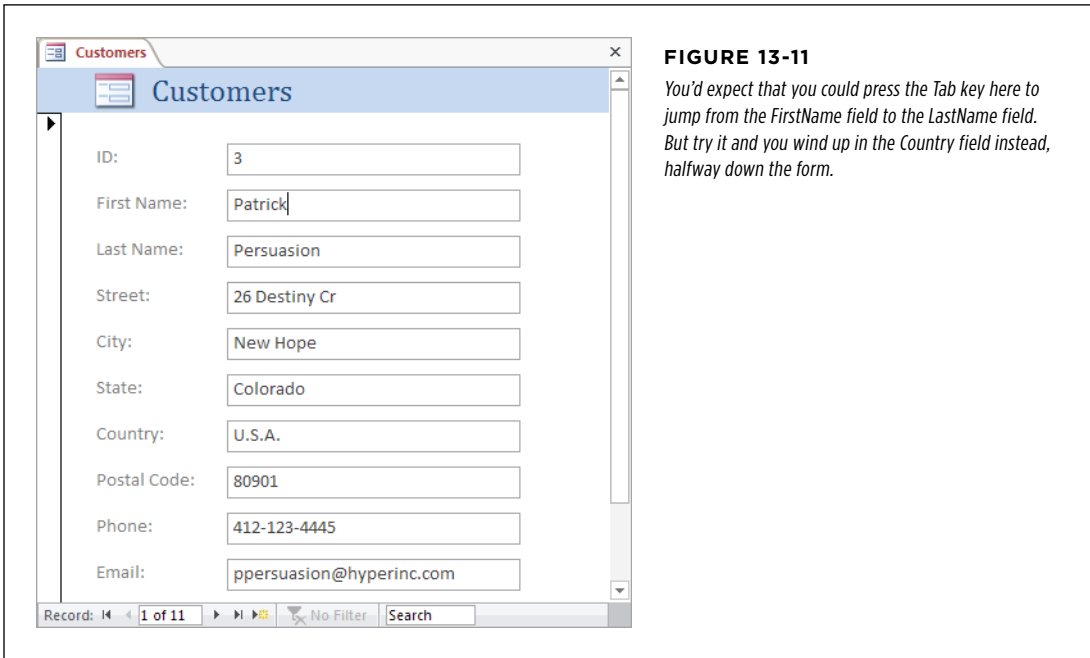 Customers
Customers
ID: 3
First Name: Patrick
Last Name: Persuasion
Street: 26 Destiny Cr
City: New Hope
State: Colorado
Country: U.S.A.
Postal Code: 80901
Phone: 412-123-4445
Email: ppersuasion@hyperinc.com
Record: 1 of 11 No Filter Search
FIGURE 13-11
You'd expect that you could press the Tab key here to
jump from the FirstName field to the LastName field.
But try it and you wind up in the Country field instead,
halfway down the form.